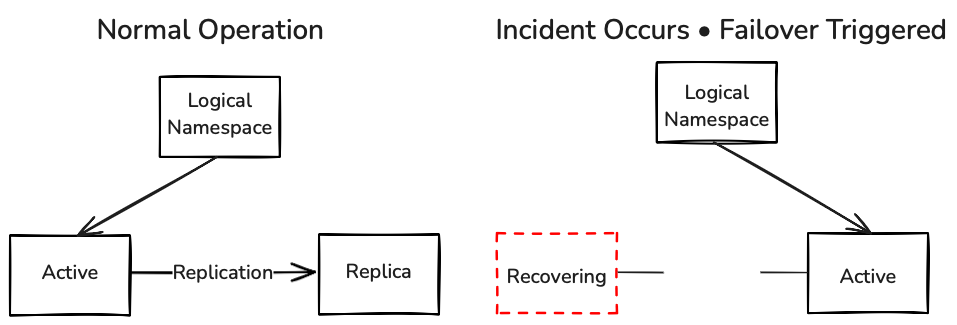 Normal Operation
Logical
Namespace
Active
Replication
Replica
Incident Occurs • Failover Triggered
Logical
Namespace
Recovering
Active